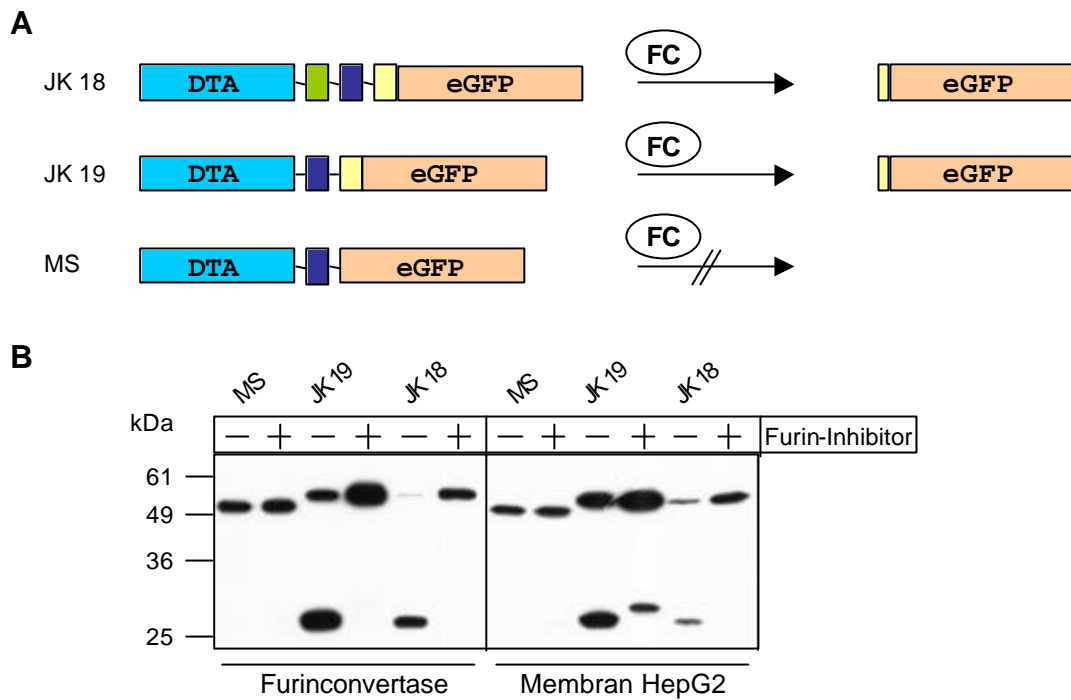 A
JK 18 DTA eGFP FC eGFP
JK 19 DTA eGFP FC eGFP
MS DTA eGFP FC
B
MS JK 19 JK 18 MS JK 19 JK 18
kDa
− + − + − + − + − + − + Furin-Inhibitor
61
49
36
25
Furinconvertase Membran HepG2